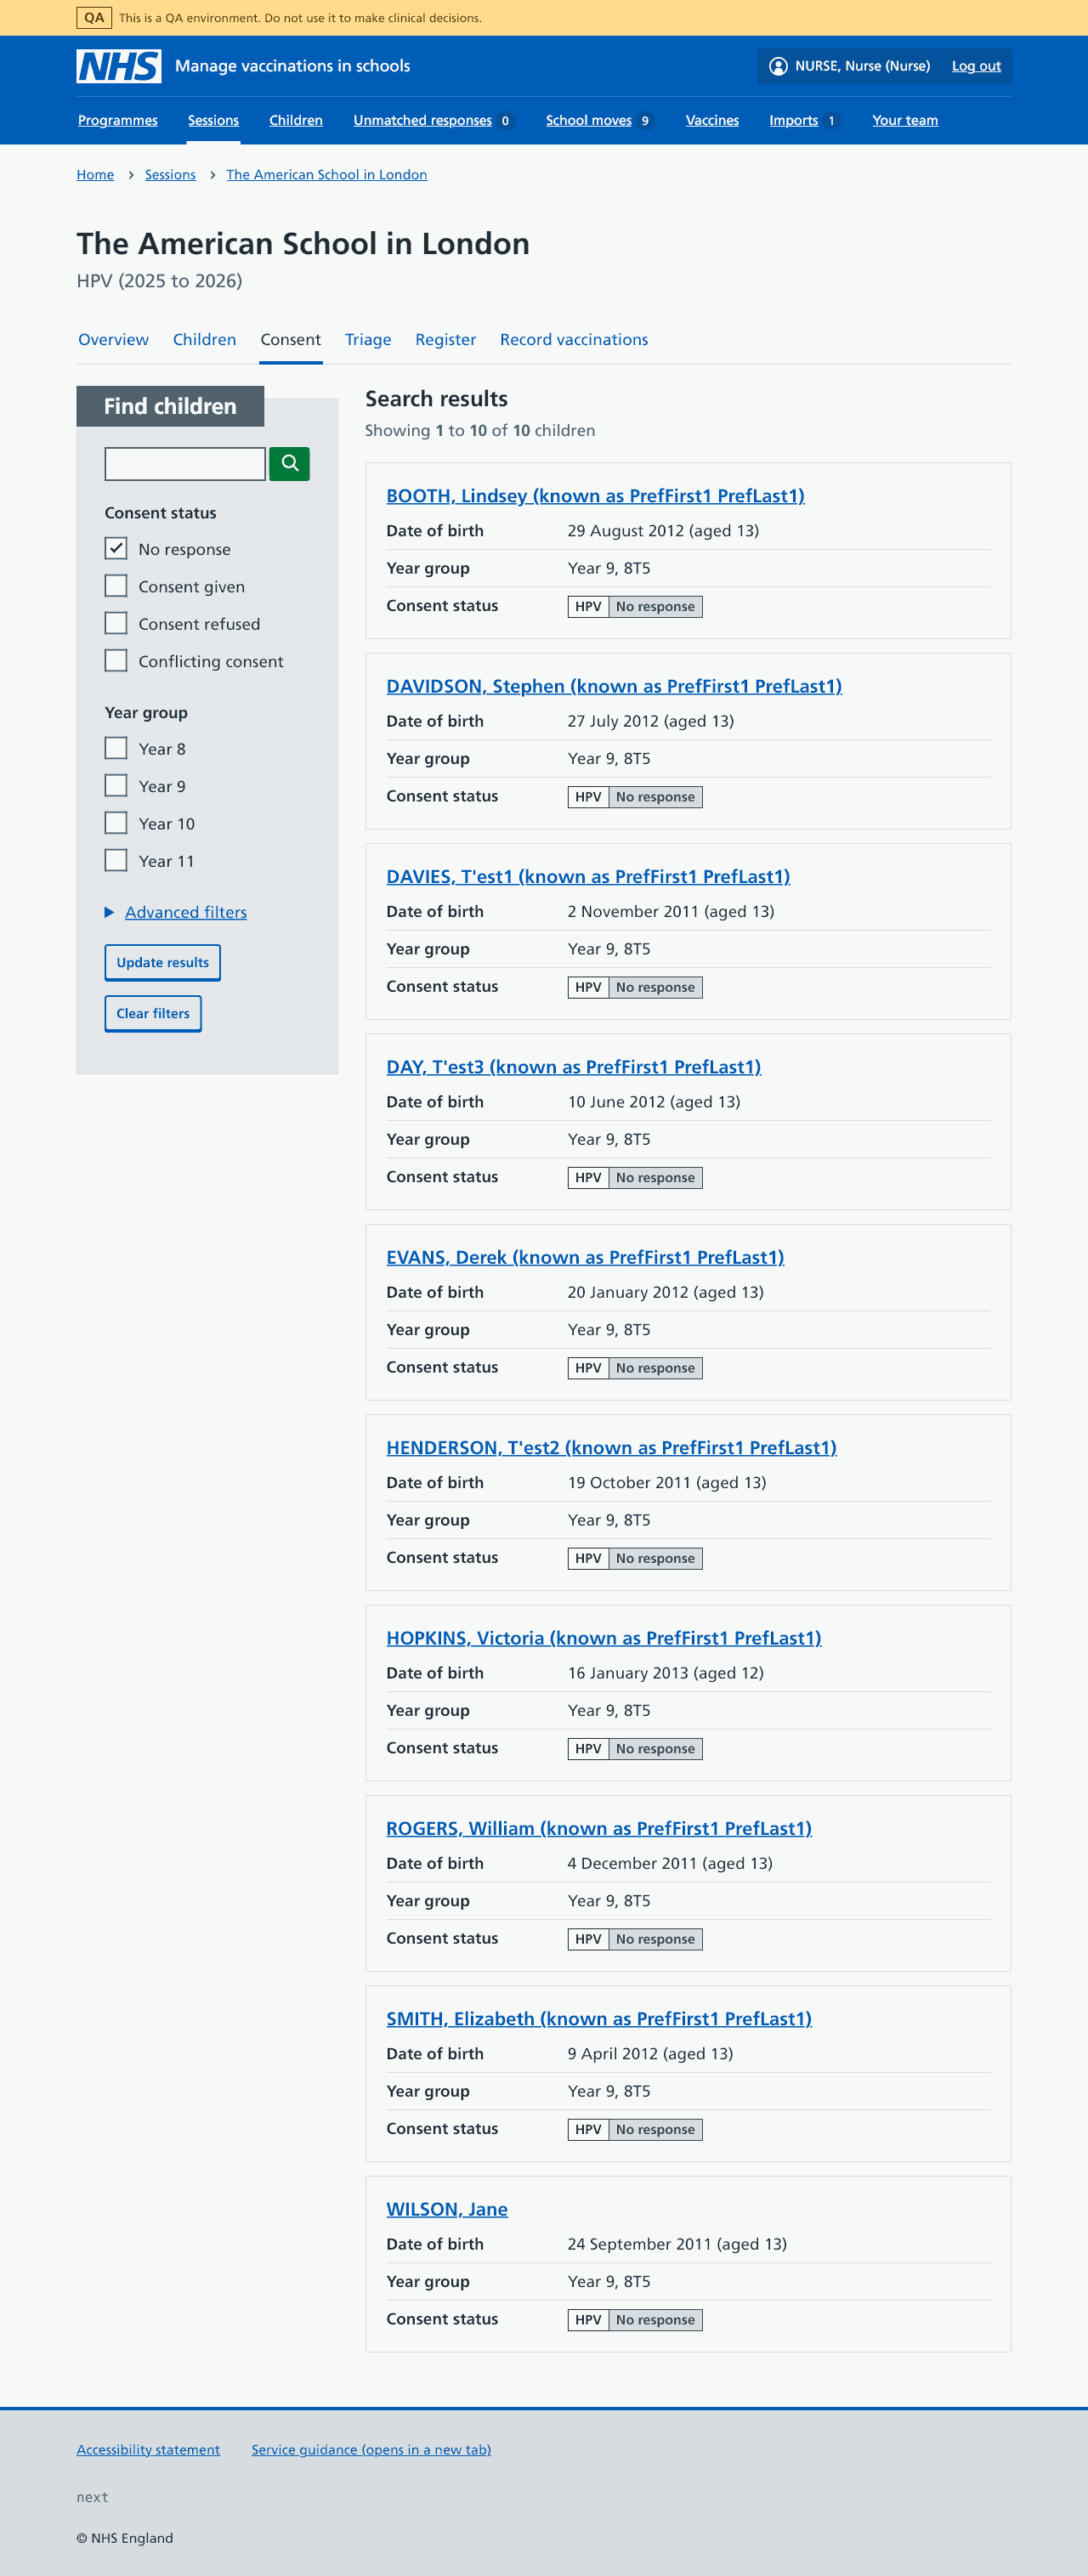 QA This is a QA environment. Do not use it to make clinical decisions.
NHS Manage vaccinations in schools NURSE, Nurse (Nurse) Log out
Programmes Sessions Children Unmatched responses 0 School moves 9 Vaccines Imports 1 Your team
Home Sessions The American School in London
The American School in London
HPV (2025 to 2026)
Overview Children Consent Triage Register Record vaccinations
Find children
Consent status
No response
Consent given
Consent refused
Conflicting consent
Year group
Year 8
Year 9
Year 10
Year 11
Advanced filters
Update results
Clear filters
Search results
Showing 1 to 10 of 10 children
BOOTH, Lindsey (known as PrefFirst1 PrefLast1)
Date of birth 29 August 2012 (aged 13)
Year group Year 9, 8T5
Consent status HPV No response
DAVIDSON, Stephen (known as PrefFirst1 PrefLast1)
Date of birth 27 July 2012 (aged 13)
Year group Year 9, 8T5
Consent status HPV No response
DAVIES, T'est1 (known as PrefFirst1 PrefLast1)
Date of birth 2 November 2011 (aged 13)
Year group Year 9, 8T5
Consent status HPV No response
DAY, T'est3 (known as PrefFirst1 PrefLast1)
Date of birth 10 June 2012 (aged 13)
Year group Year 9, 8T5
Consent status HPV No response
EVANS, Derek (known as PrefFirst1 PrefLast1)
Date of birth 20 January 2012 (aged 13)
Year group Year 9, 8T5
Consent status HPV No response
HENDERSON, T'est2 (known as PrefFirst1 PrefLast1)
Date of birth 19 October 2011 (aged 13)
Year group Year 9, 8T5
Consent status HPV No response
HOPKINS, Victoria (known as PrefFirst1 PrefLast1)
Date of birth 16 January 2013 (aged 12)
Year group Year 9, 8T5
Consent status HPV No response
ROGERS, William (known as PrefFirst1 PrefLast1)
Date of birth 4 December 2011 (aged 13)
Year group Year 9, 8T5
Consent status HPV No response
SMITH, Elizabeth (known as PrefFirst1 PrefLast1)
Date of birth 9 April 2012 (aged 13)
Year group Year 9, 8T5
Consent status HPV No response
WILSON, Jane
Date of birth 24 September 2011 (aged 13)
Year group Year 9, 8T5
Consent status HPV No response
Accessibility statement Service guidance (opens in a new tab)
next
© NHS England